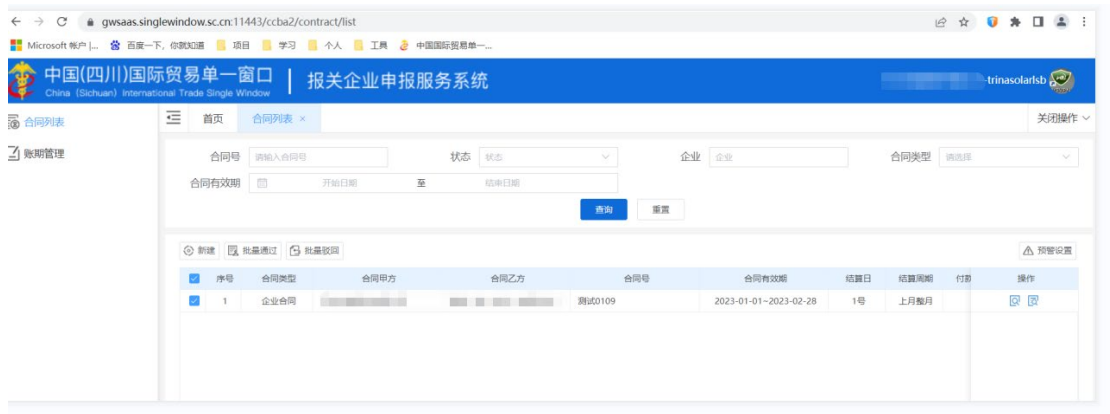 gwsaas.singlewindow.sc.cn:11443/ccba2/contract/list
Microsoft 帐户 |... 百度一下，你就知道 项目 学习 个人 工具 中国国际贸易单一...
中国(四川)国际贸易单一窗口 | 报关企业申报服务系统
China (Sichuan) International Trade Single Window
-trinasolarlsb
合同列表
账期管理
首页 合同列表 × 关闭操作
合同号 请输入合同号 状态 状态 企业 企业 合同类型 请选择
合同有效期 开始日期 至 结束日期
查询 重置
新建 批量通过 批量驳回 预警设置
序号 合同类型 合同甲方 合同乙方 合同号 合同有效期 结算日 结算周期 付款 操作
1 企业合同 测试0109 2023-01-01~2023-02-28 1号 上月整月